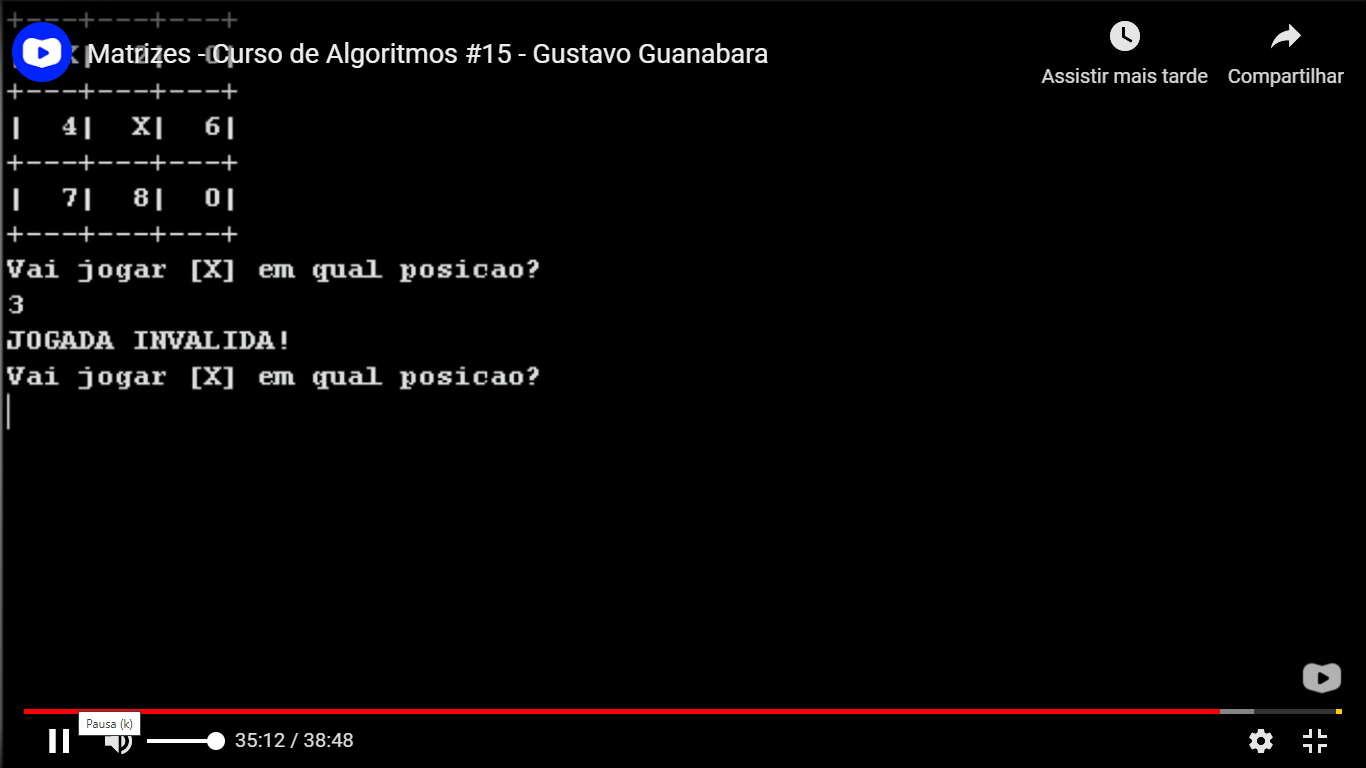 +---+---+---+
Matrizes - Curso de Algoritmos #15 - Gustavo Guanabara
Assistir mais tarde
Compartilhar
+---+---+---+
| 4| X| 6|
+---+---+---+
| 7| 8| 0|
+---+---+---+
Vai jogar [X] em qual posicao?
3
JOGADA INVALIDA!
Vai jogar [X] em qual posicao?
Pausa (k)
35:12 / 38:48